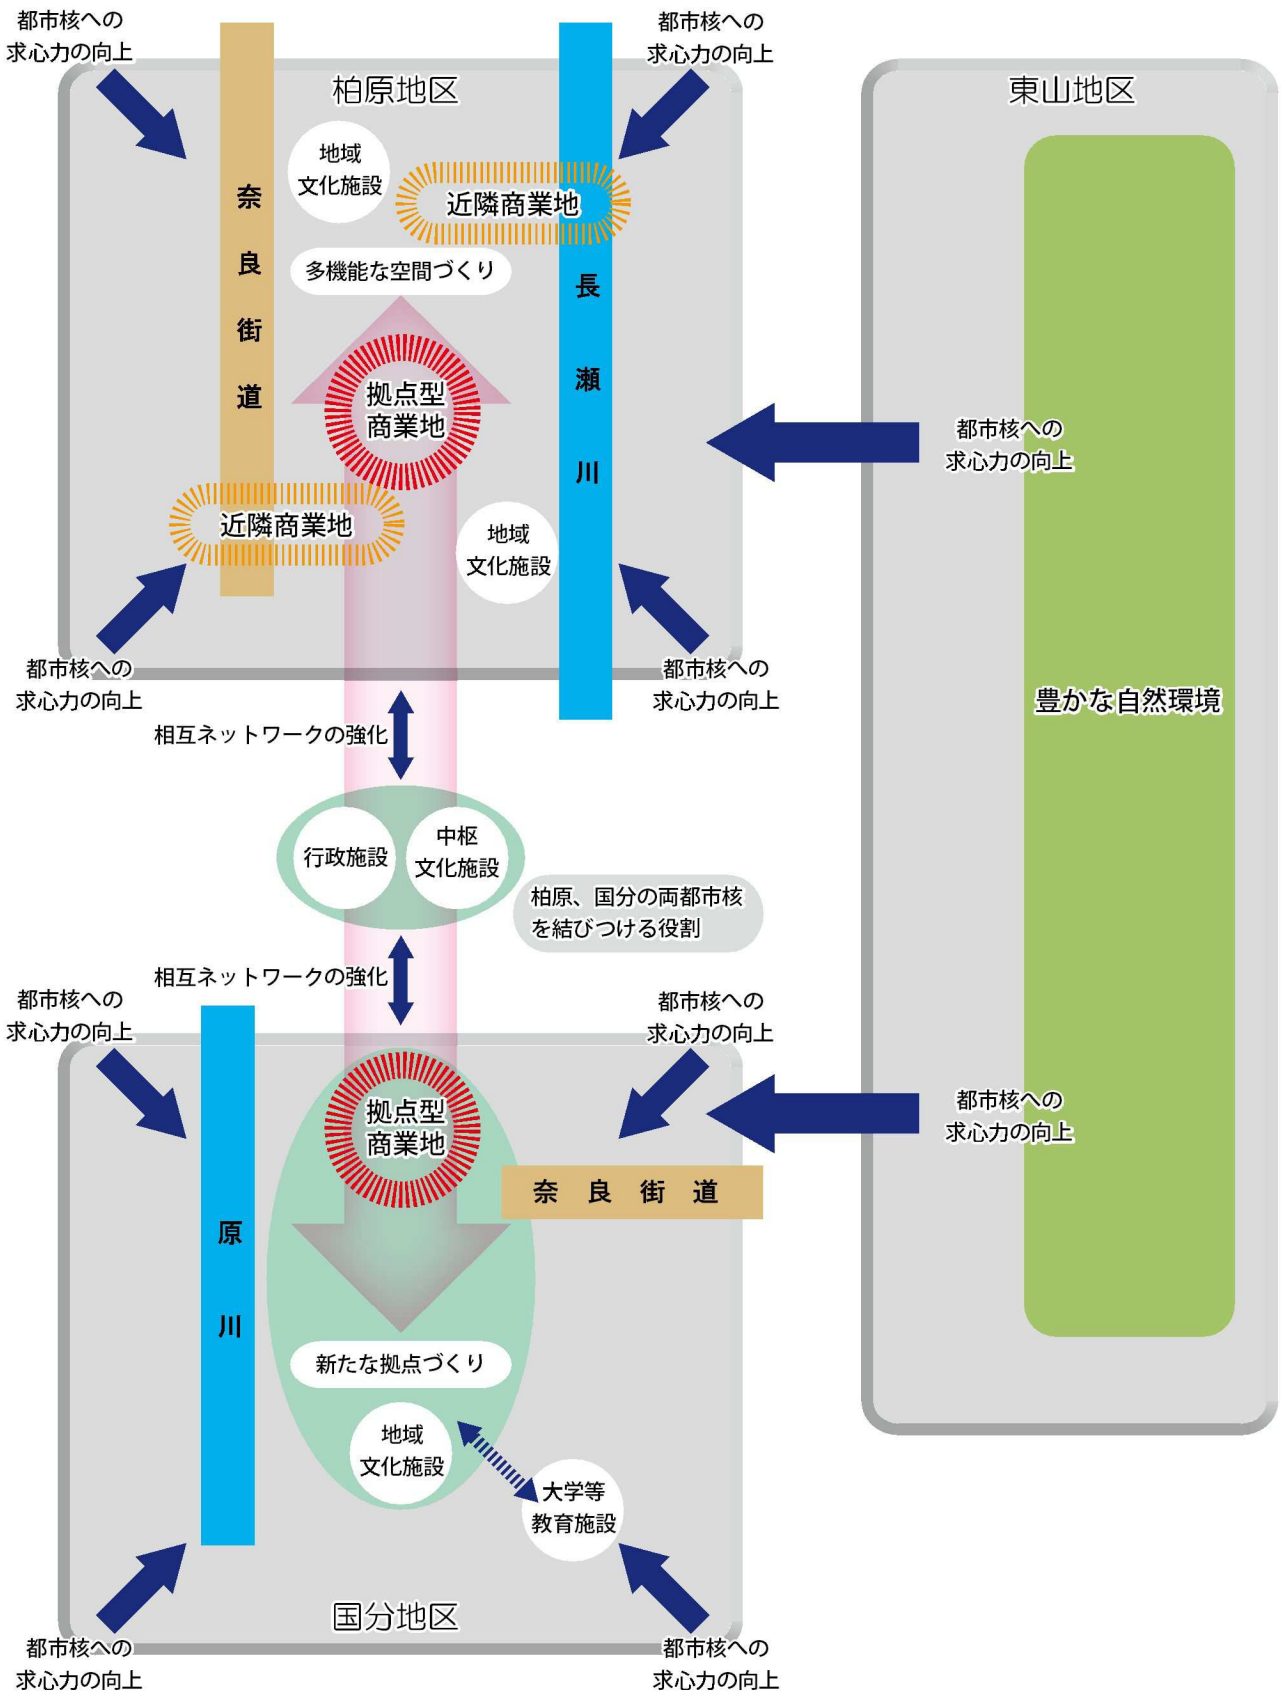 都市核への
求心力の向上
都市核への
求心力の向上
柏原地区
東山地区
地域
文化施設
奈良街道
近隣商業地
多機能な空間づくり
長瀬川
拠点型
商業地
都市核への
求心力の向上
近隣商業地
地域
文化施設
都市核への
求心力の向上
都市核への
求心力の向上
豊かな自然環境
相互ネットワークの強化
行政施設
中枢
文化施設
柏原、国分の両都市核
を結びつける役割
相互ネットワークの強化
都市核への
求心力の向上
都市核への
求心力の向上
拠点型
商業地
都市核への
求心力の向上
奈良街道
原川
新たな拠点づくり
地域
文化施設
大学等
教育施設
国分地区
都市核への
求心力の向上
都市核への
求心力の向上